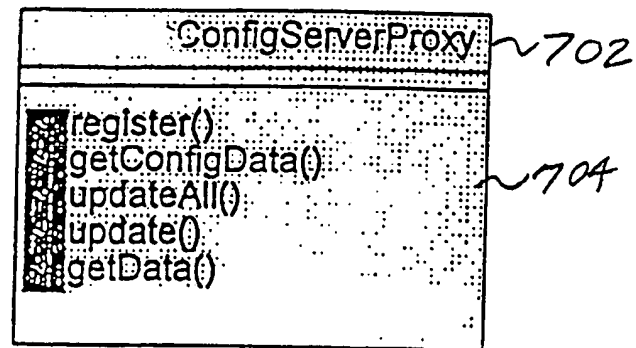 ConfigServerProxy 702
register()
getConfigData() 704
updateAll()
update()
getData()